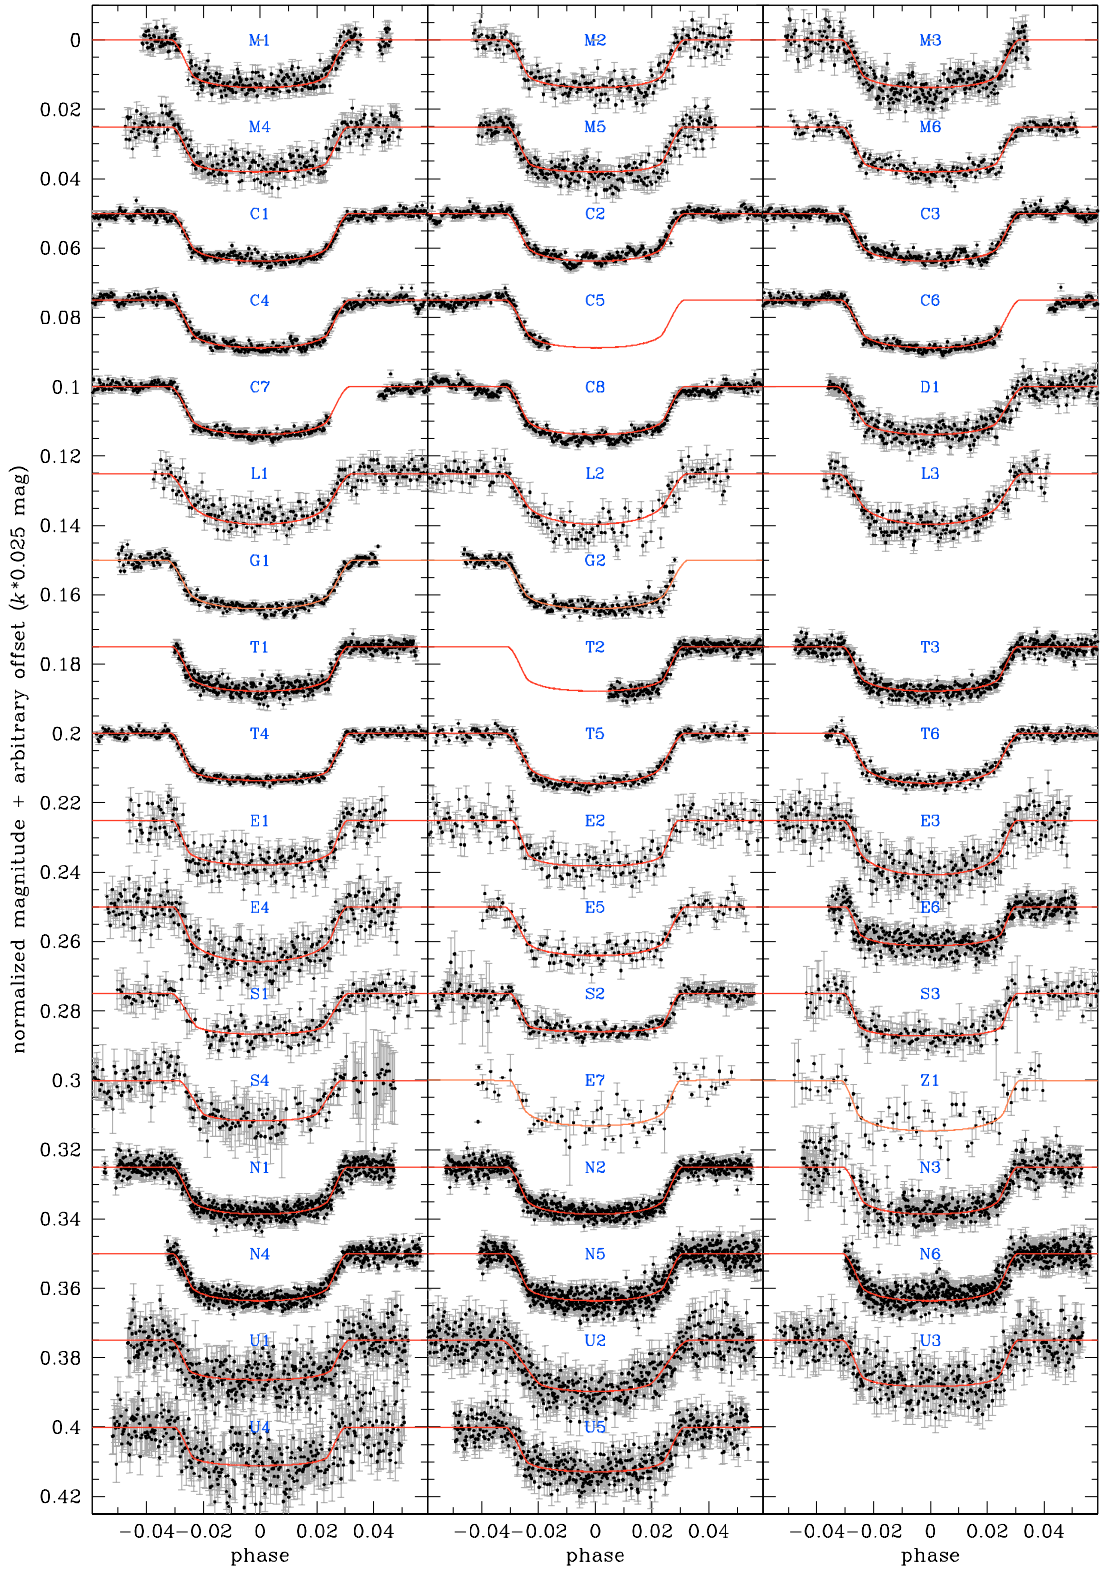 M1 M2 M3
0
0.02
M4 M5 M6
0.04
C1 C2 C3
0.06
C4 C5 C6
0.08
C7 C8 D1
0.1
0.12
L1 L2 L3
0.14
G1 G2
0.16
T1 T2 T3
0.18
T4 T5 T6
0.2
0.22
E1 E2 E3
0.24
E4 E5 E6
0.26
S1 S2 S3
0.28
S4 E7 Z1
0.3
0.32
N1 N2 N3
0.34
N4 N5 N6
0.36
U1 U2 U3
0.38
U4 U5
0.4
0.42
normalized magnitude + arbitrary offset (k*0.025 mag)
−0.04 −0.02 0 0.02 0.04 −0.04 −0.02 0 0.02 0.04 −0.04 −0.02 0 0.02 0.04
phase phase phase